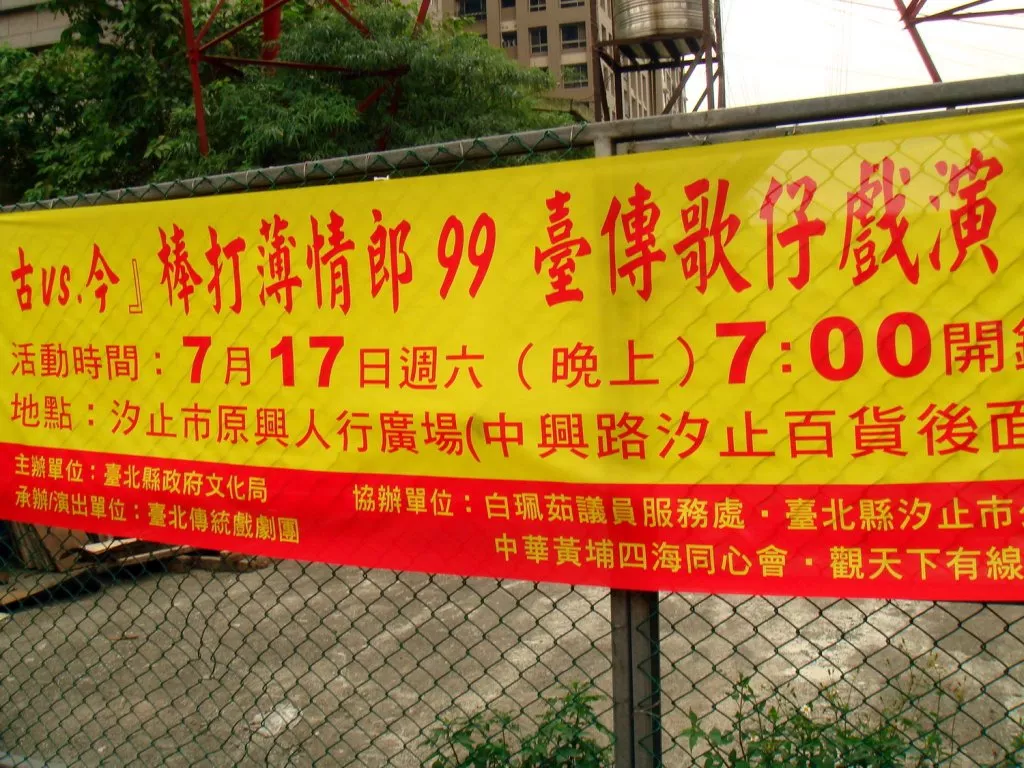 古vs.今』棒打薄情郎99 臺傳歌仔戲演
活動時間：7月17日週六（晚上）7:00開
地點：汐止市原興人行廣場(中興路汐止百貨後面
主辦單位：臺北縣政府文化局
承辦/演出單位：臺北傳統戲劇團
協辦單位：白珮茹議員服務處・臺北縣汐止市
中華黃埔四海同心會・觀天下有線